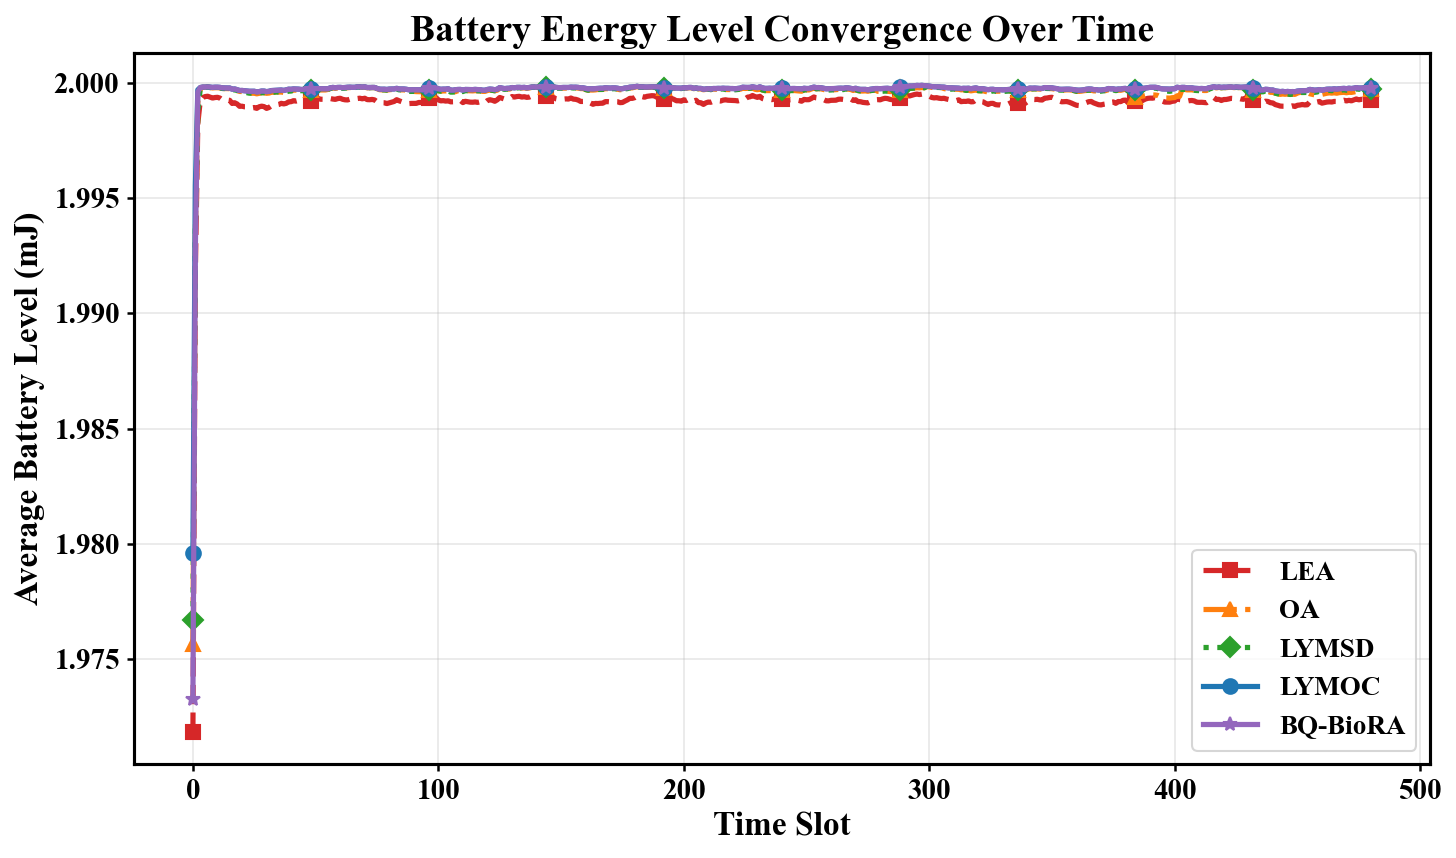 Battery Energy Level Convergence Over Time
Average Battery Level (mJ)
2.000
1.995
1.990
1.985
1.980
1.975
0 100 200 300 400 500
Time Slot
LEA
OA
LYMSD
LYMOC
BQ-BioRA